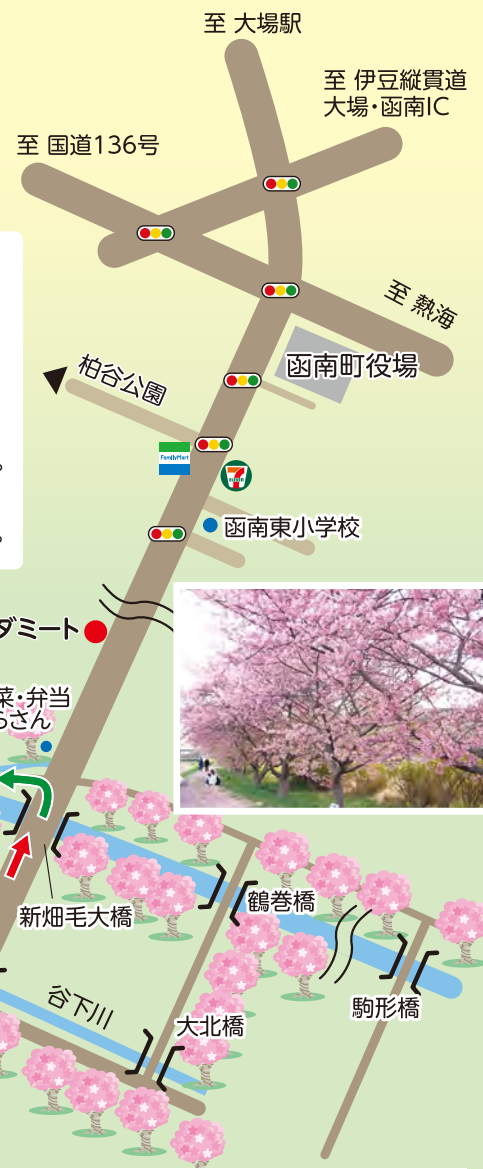 至 大場駅
至 伊豆縦貫道
大場・函南IC
至 国道136号
至 熱海
函南町役場
柏谷公園
FamilyMart
7
ELEVEn
函南東小学校
ダミート
菜・弁当
らさん
新畑毛大橋
鶴巻橋
駒形橋
谷下川
大北橋